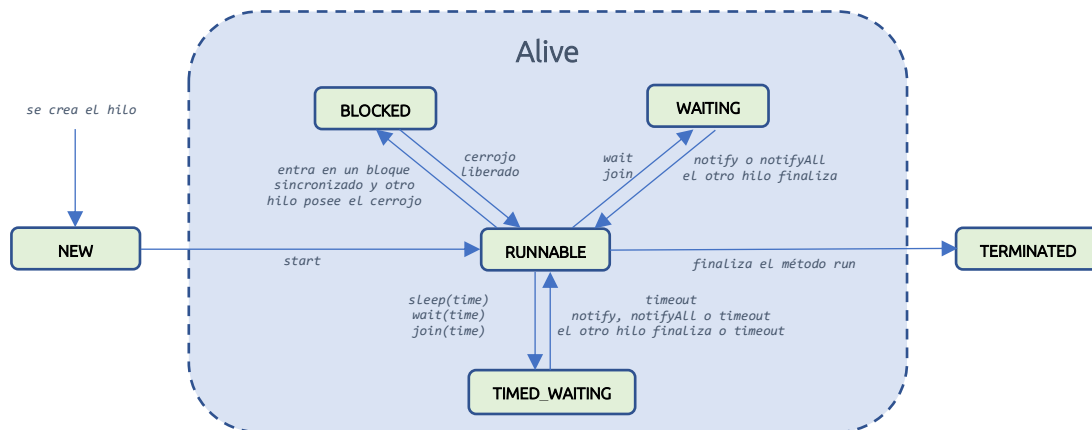 Alive
se crea el hilo
BLOCKED
WAITING
entra en un bloque
sincronizado y otro
hilo posee el cerrojo
cerrojo
liberado
wait
join
notify o notifyAll
el otro hilo finaliza
NEW
start
RUNNABLE
finaliza el método run
TERMINATED
sleep(time)
wait(time)
join(time)
timeout
notify, notifyAll o timeout
el otro hilo finaliza o timeout
TIMED_WAITING